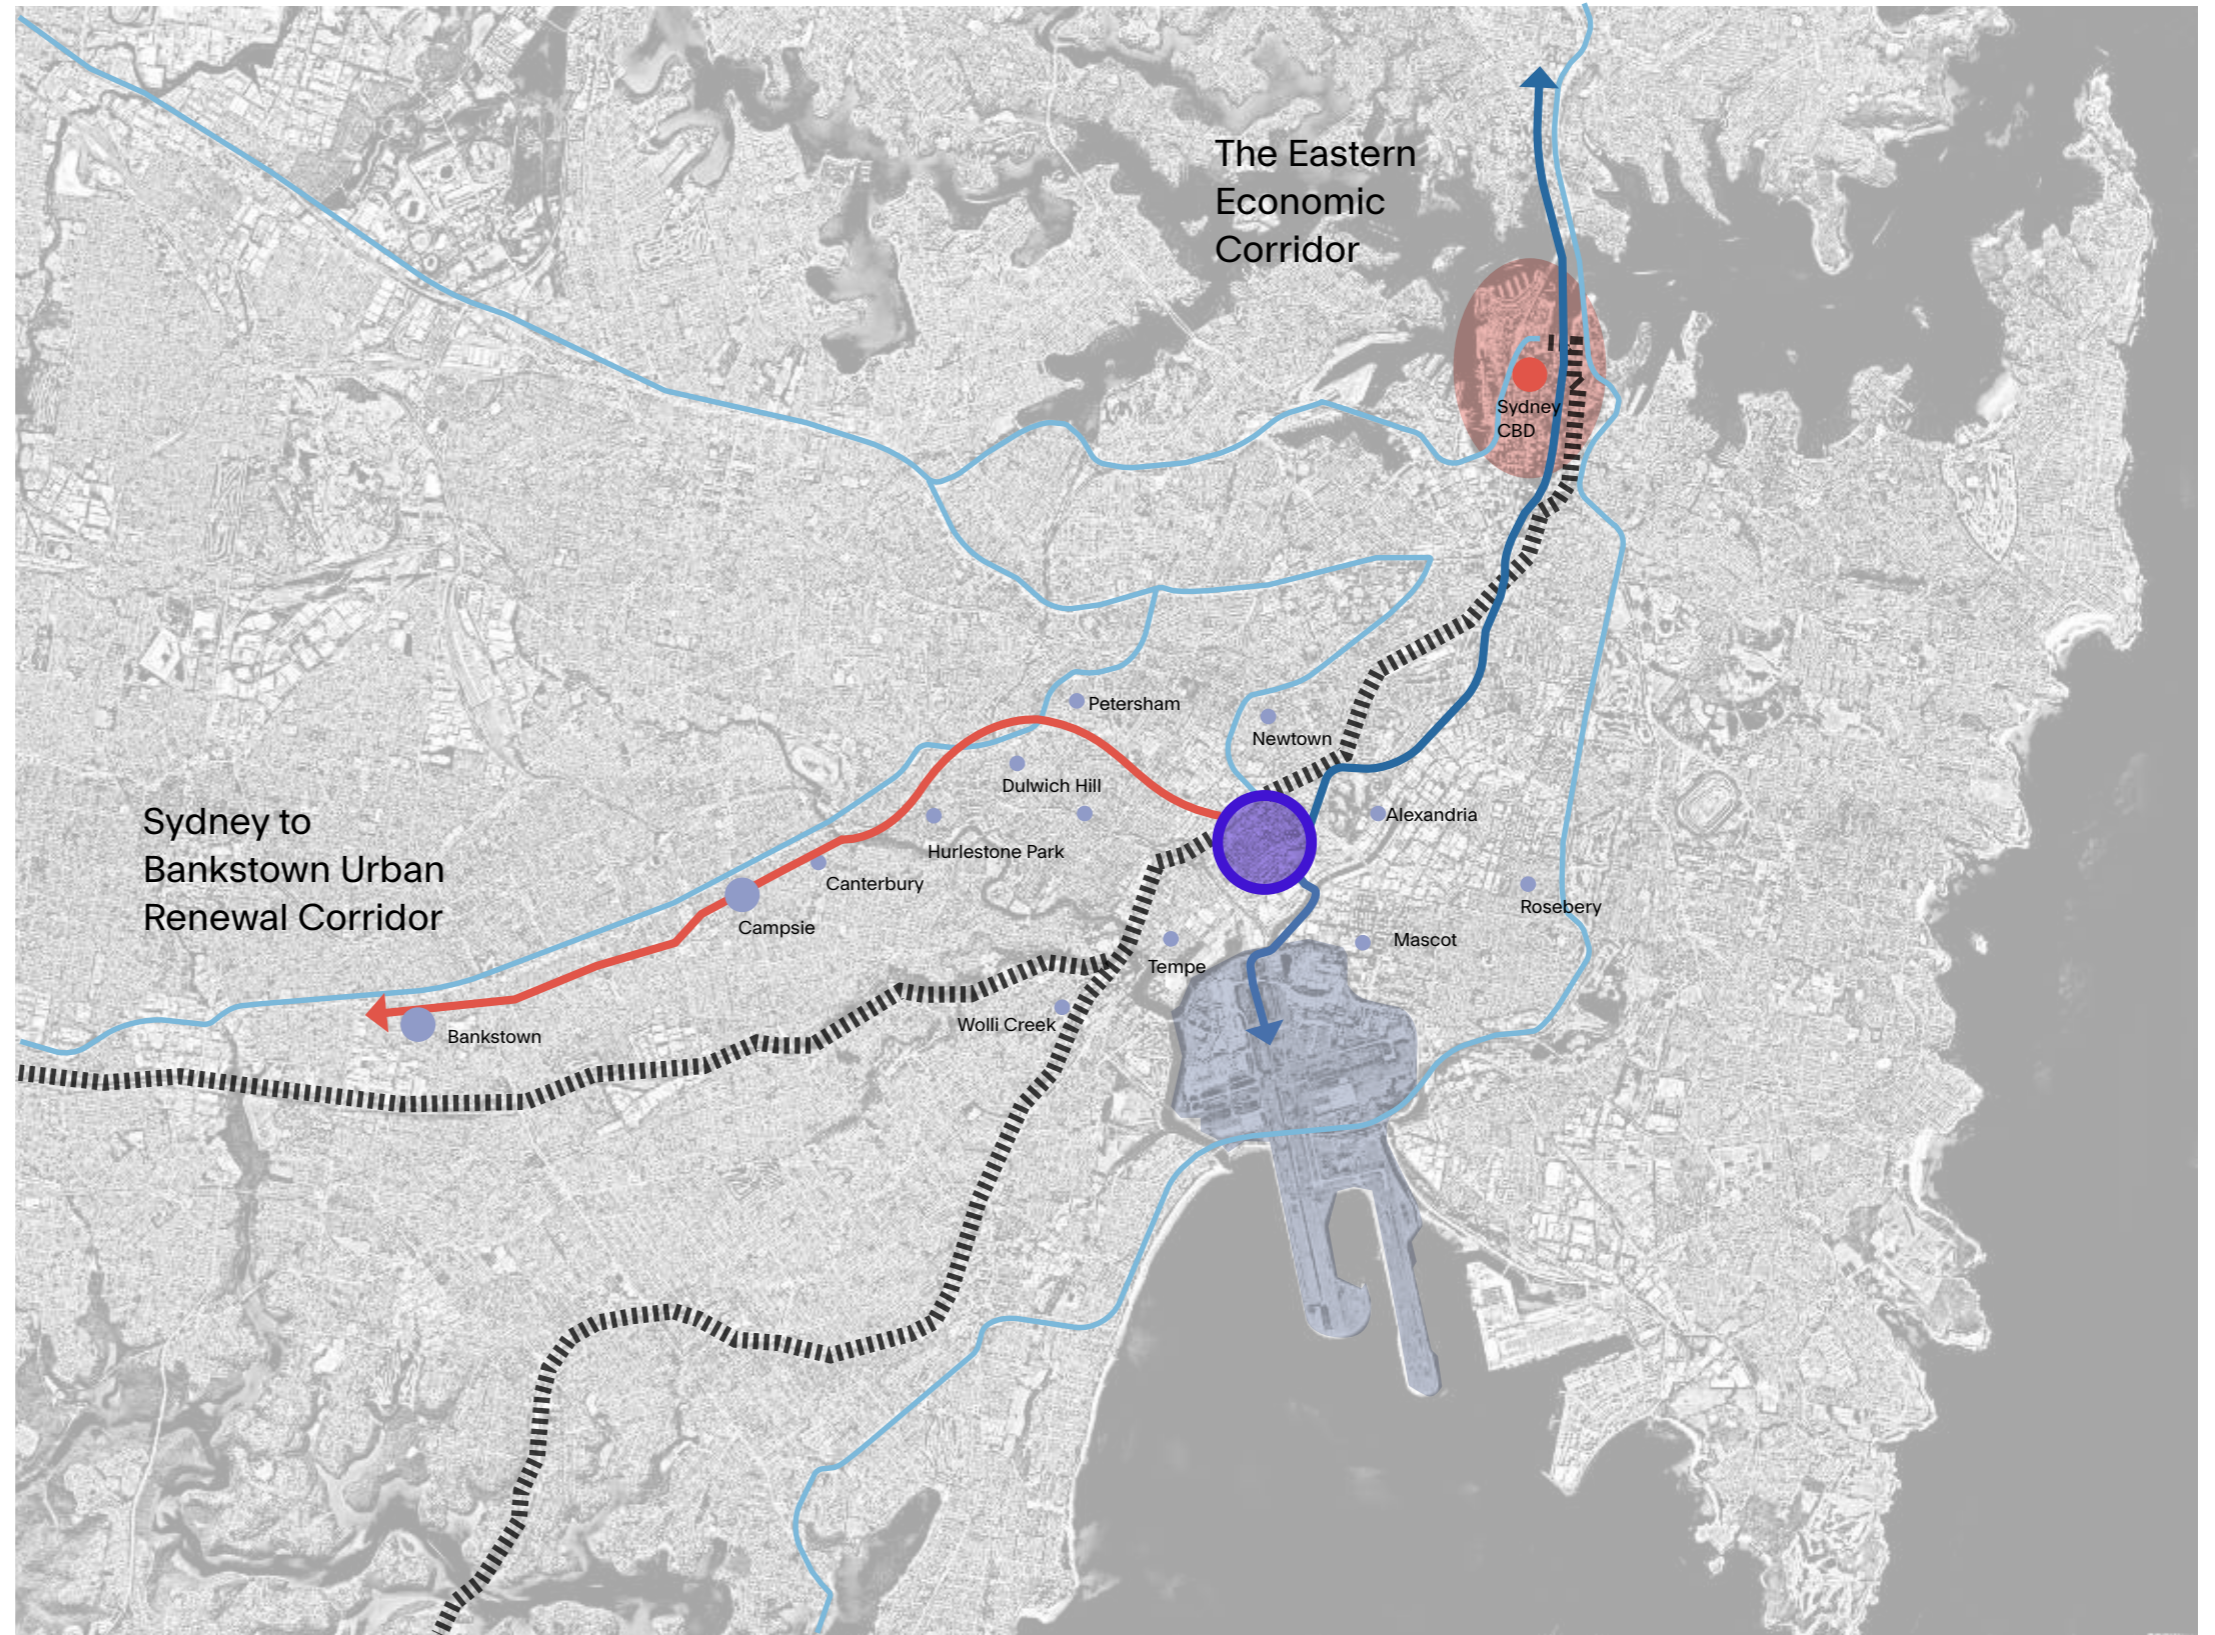 The Eastern
Economic
Corridor
Sydney
CBD
Petersham
Newtown
Dulwich Hill
Alexandria
Sydney to
Bankstown Urban
Renewal Corridor
Hurlestone Park
Canterbury
Rosebery
Campsie
Mascot
Tempe
Wolli Creek
Bankstown